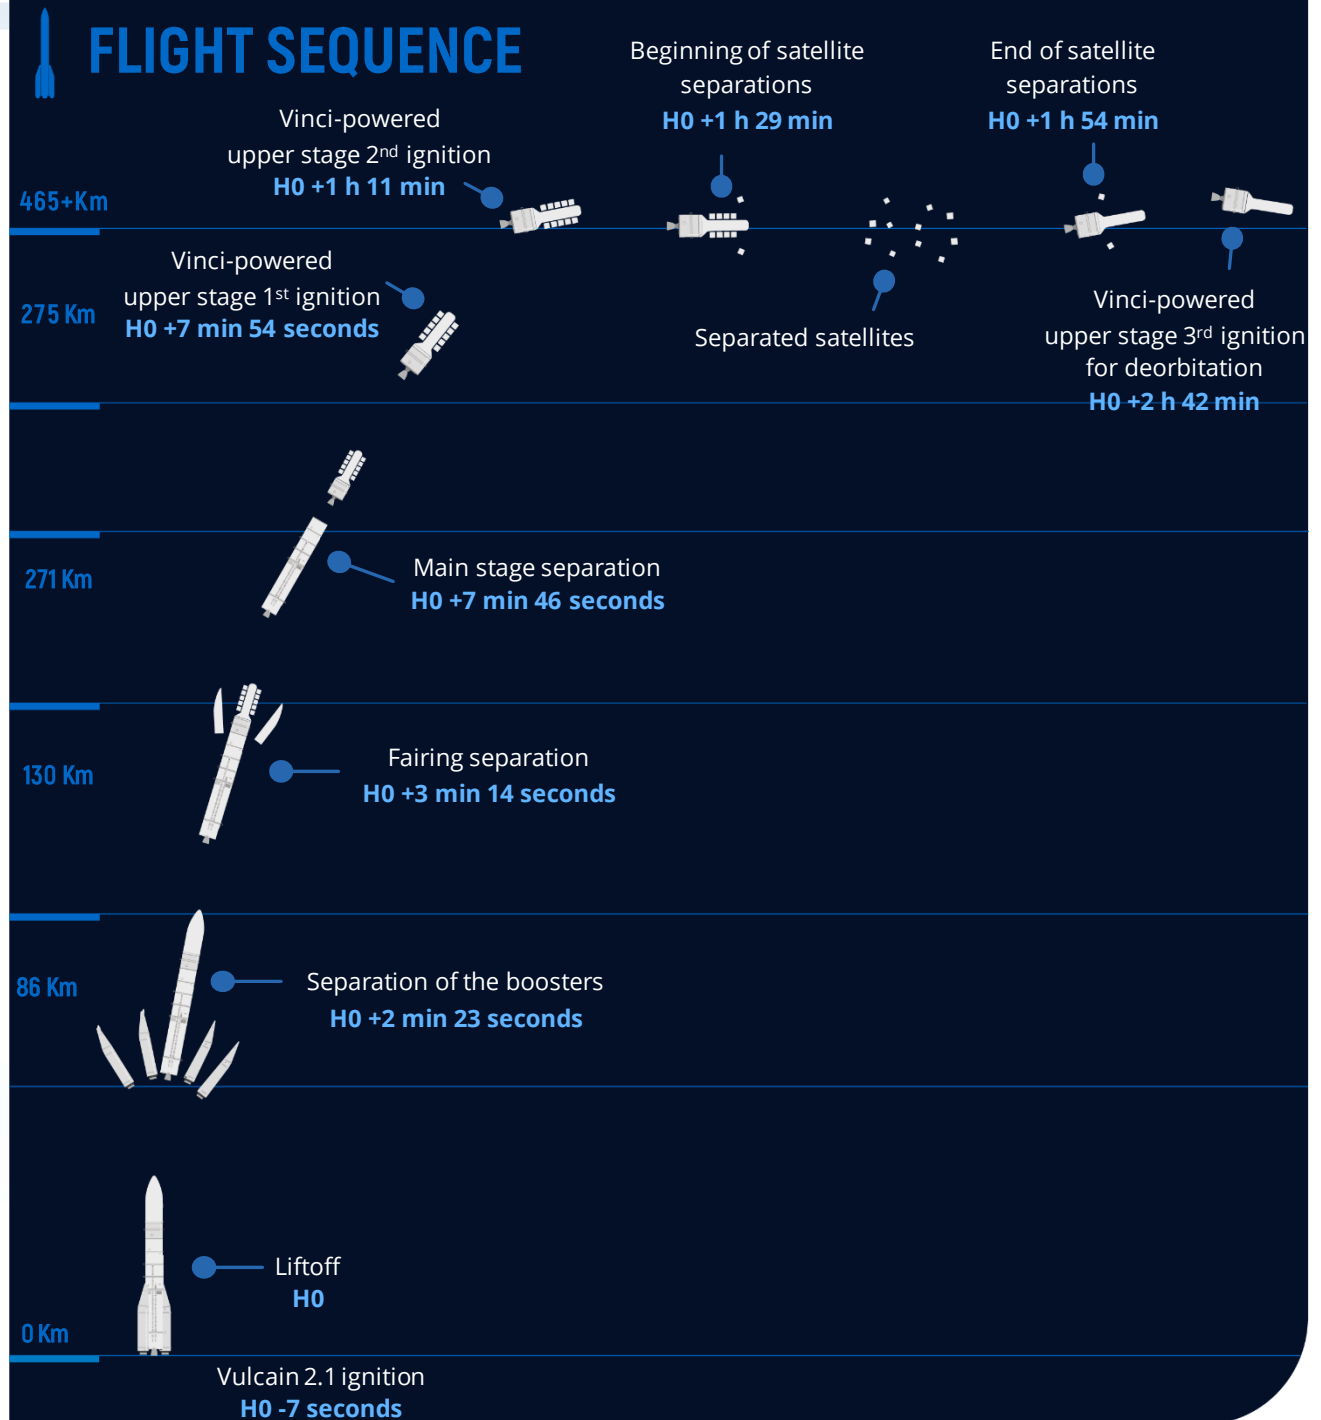 FLIGHT SEQUENCE
Beginning of satellite
separations
H0 +1 h 29 min
End of satellite
separations
H0 +1 h 54 min
Vinci-powered
upper stage 2nd ignition
H0 +1 h 11 min
465+Km
Vinci-powered
upper stage 1st ignition
H0 +7 min 54 seconds
275 Km
Separated satellites
Vinci-powered
upper stage 3rd ignition
for deorbitation
H0 +2 h 42 min
271 Km
Main stage separation
H0 +7 min 46 seconds
130 Km
Fairing separation
H0 +3 min 14 seconds
86 Km
Separation of the boosters
H0 +2 min 23 seconds
Liftoff
H0
0 Km
Vulcain 2.1 ignition
H0 -7 seconds